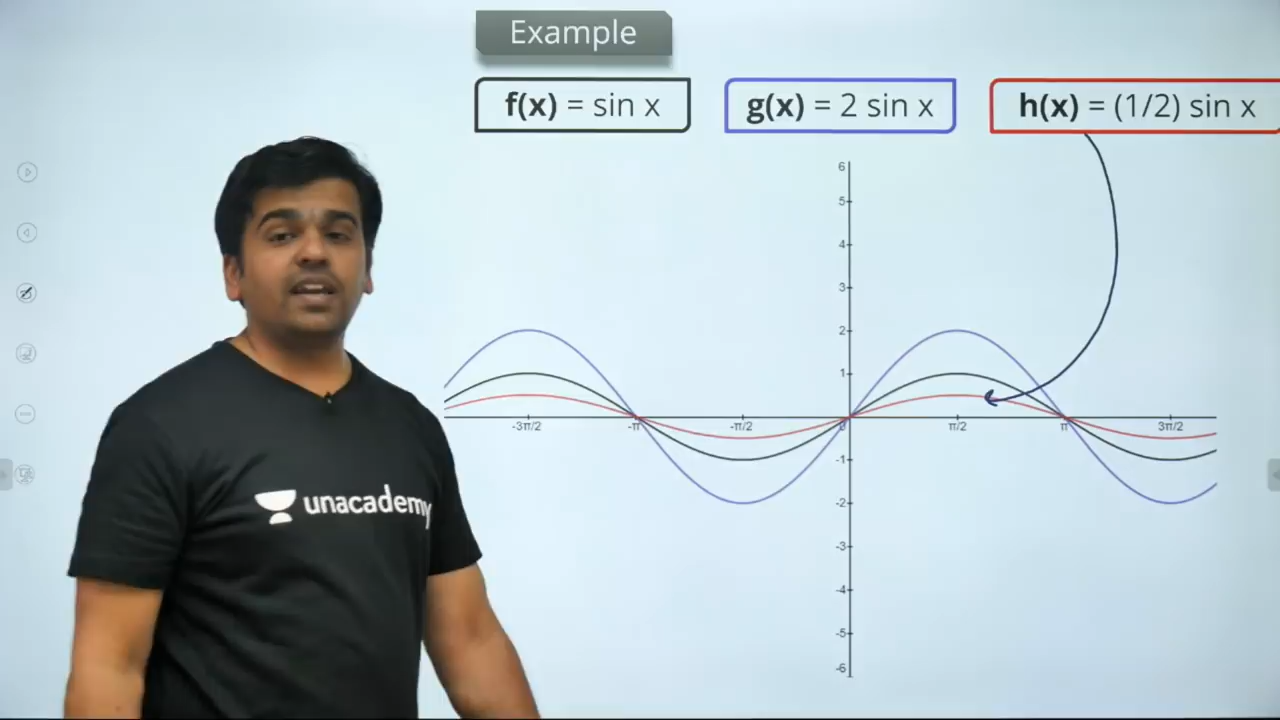 Example
f(x) = sin x
g(x) = 2 sin x
h(x) = (1/2) sin x
6
5
4
3
2
1
-3π/2 -π -π/2 0 π/2 π 3π/2
-1
-2
-3
-4
-5
-6
unacademy